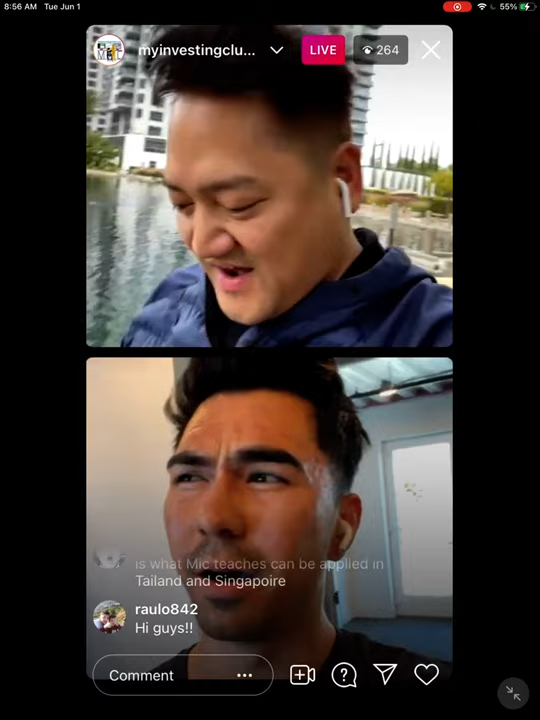 8:56 AM Tue Jun 1
55%
myinvestingclu...
LIVE
264
is what Mic teaches can be applied in
Tailand and Singapoire
raulo842
Hi guys!!
Comment